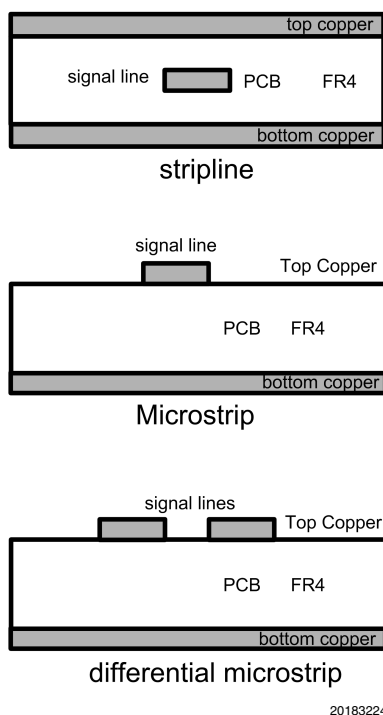 top copper
signal line PCB FR4
bottom copper
stripline
signal line
Top Copper
PCB FR4
bottom copper
Microstrip
signal lines
Top Copper
PCB FR4
bottom copper
differential microstrip
20183224